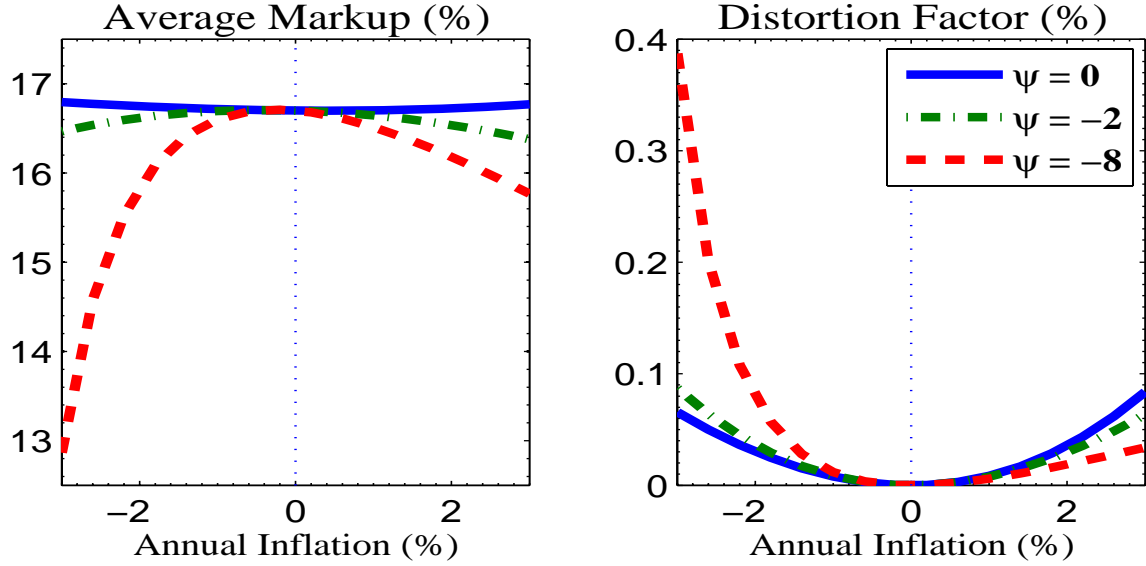 Average Markup (%)
17
16
15
14
13
−2
0
2
Annual Inflation (%)
Distortion Factor (%)
0.4
0.3
0.2
0.1
0
ψ = 0
ψ = −2
ψ = −8
−2
0
2
Annual Inflation (%)